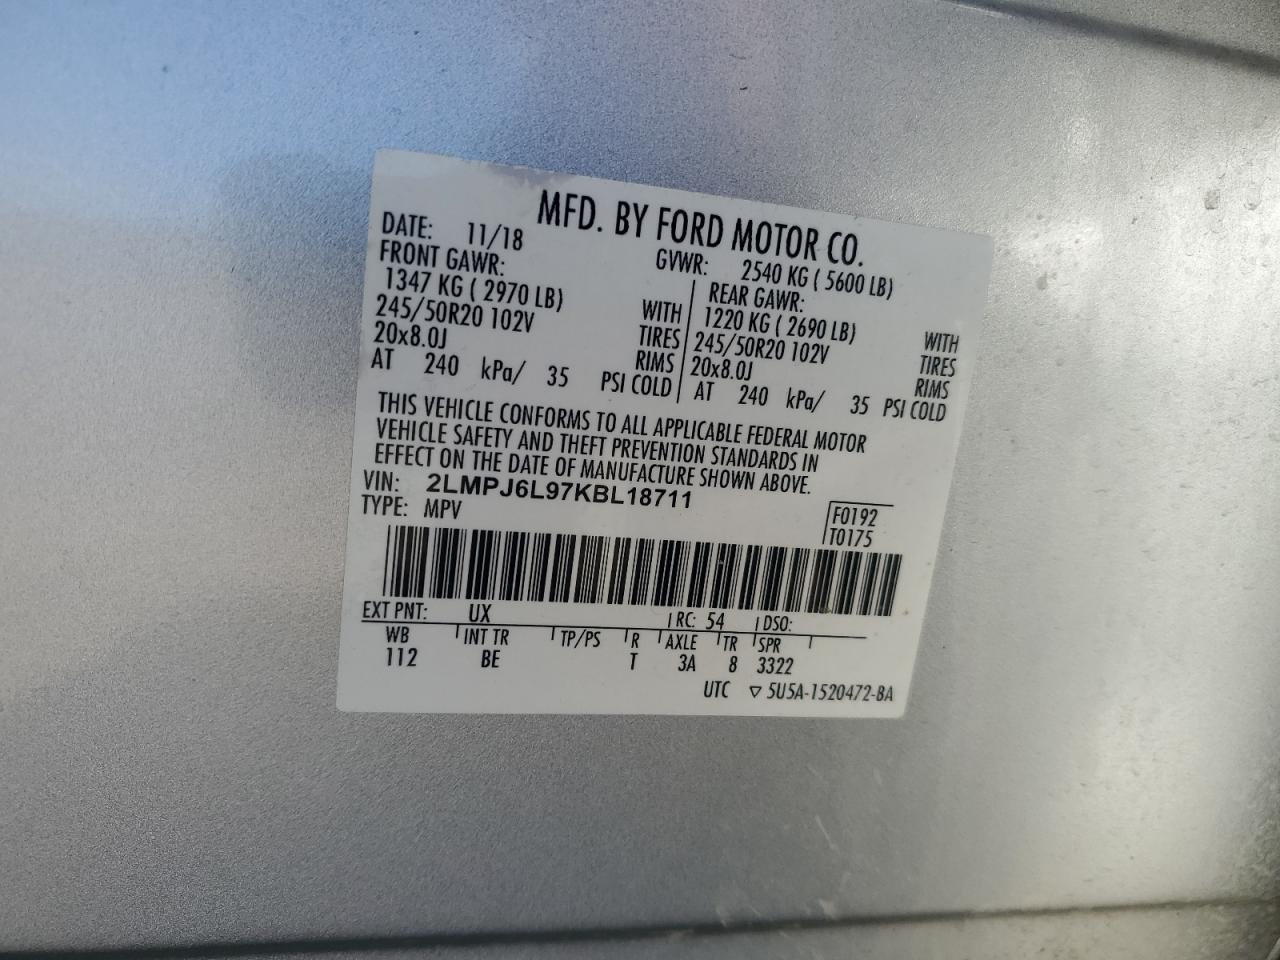 MFD. BY FORD MOTOR CO.
DATE: 11/18 GVWR: 2540 KG ( 5600 LB)
FRONT GAWR: REAR GAWR:
1347 KG ( 2970 LB) WITH 1220 KG ( 2690 LB) WITH
245/50R20 102V TIRES 245/50R20 102V TIRES
20x8.0J RIMS 20x8.0J RIMS
AT 240 kPa/ 35 PSI COLD AT 240 kPa/ 35 PSI COLD
THIS VEHICLE CONFORMS TO ALL APPLICABLE FEDERAL MOTOR
VEHICLE SAFETY AND THEFT PREVENTION STANDARDS IN
EFFECT ON THE DATE OF MANUFACTURE SHOWN ABOVE.
VIN: 2LMPJ6L97KBL18711
TYPE: MPV
F0192
T0175
EXT PNT: UX RC: 54 DSO:
WB INT TR TP/PS R AXLE TR SPR
112 BE T 3A 8 3322
UTC ▽ 5U5A-1520472-BA